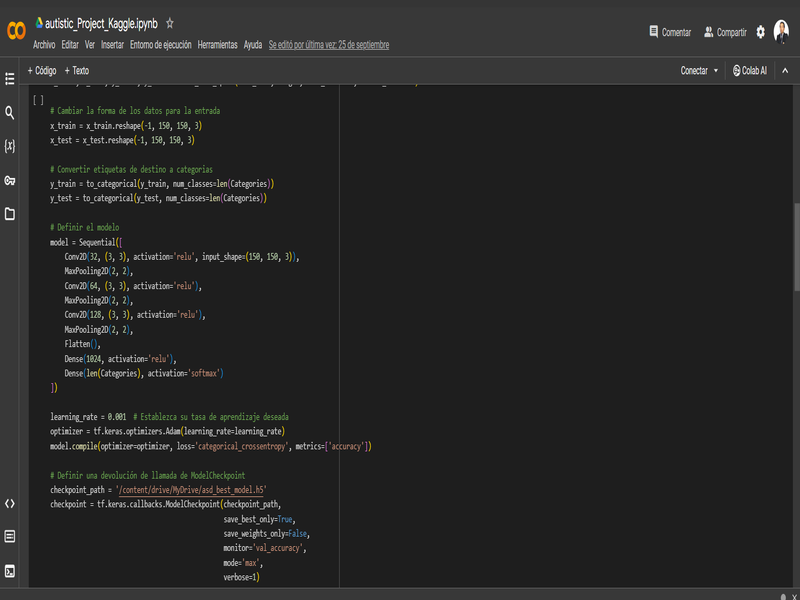 autistic_Project_Kaggle.ipynb
Archivo Editar Ver Insertar Entorno de ejecución Herramientas Ayuda Se editó por última vez: 25 de septiembre
Comentar Compartir
+ Código + Texto
Conectar Colab AI
[ ]
# Cambiar la forma de los datos para la entrada
x_train = x_train.reshape(-1, 150, 150, 3)
x_test = x_test.reshape(-1, 150, 150, 3)
# Convertir etiquetas de destino a categorías
y_train = to_categorical(y_train, num_classes=len(Categories))
y_test = to_categorical(y_test, num_classes=len(Categories))
# Definir el modelo
model = Sequential([
Conv2D(32, (3, 3), activation='relu', input_shape=(150, 150, 3)),
MaxPooling2D(2, 2),
Conv2D(64, (3, 3), activation='relu'),
MaxPooling2D(2, 2),
Conv2D(128, (3, 3), activation='relu'),
MaxPooling2D(2, 2),
Flatten(),
Dense(1024, activation='relu'),
Dense(len(Categories), activation='softmax')
])
learning_rate = 0.001 # Establezca su tasa de aprendizaje deseada
optimizer = tf.keras.optimizers.Adam(learning_rate=learning_rate)
model.compile(optimizer=optimizer, loss='categorical_crossentropy', metrics=['accuracy'])
# Definir una devolución de llamada de ModelCheckpoint
checkpoint_path = '/content/drive/MyDrive/asd_best_model.h5'
checkpoint = tf.keras.callbacks.ModelCheckpoint(checkpoint_path,
save_best_only=True,
save_weights_only=False,
monitor='val_accuracy',
mode='max',
verbose=1)